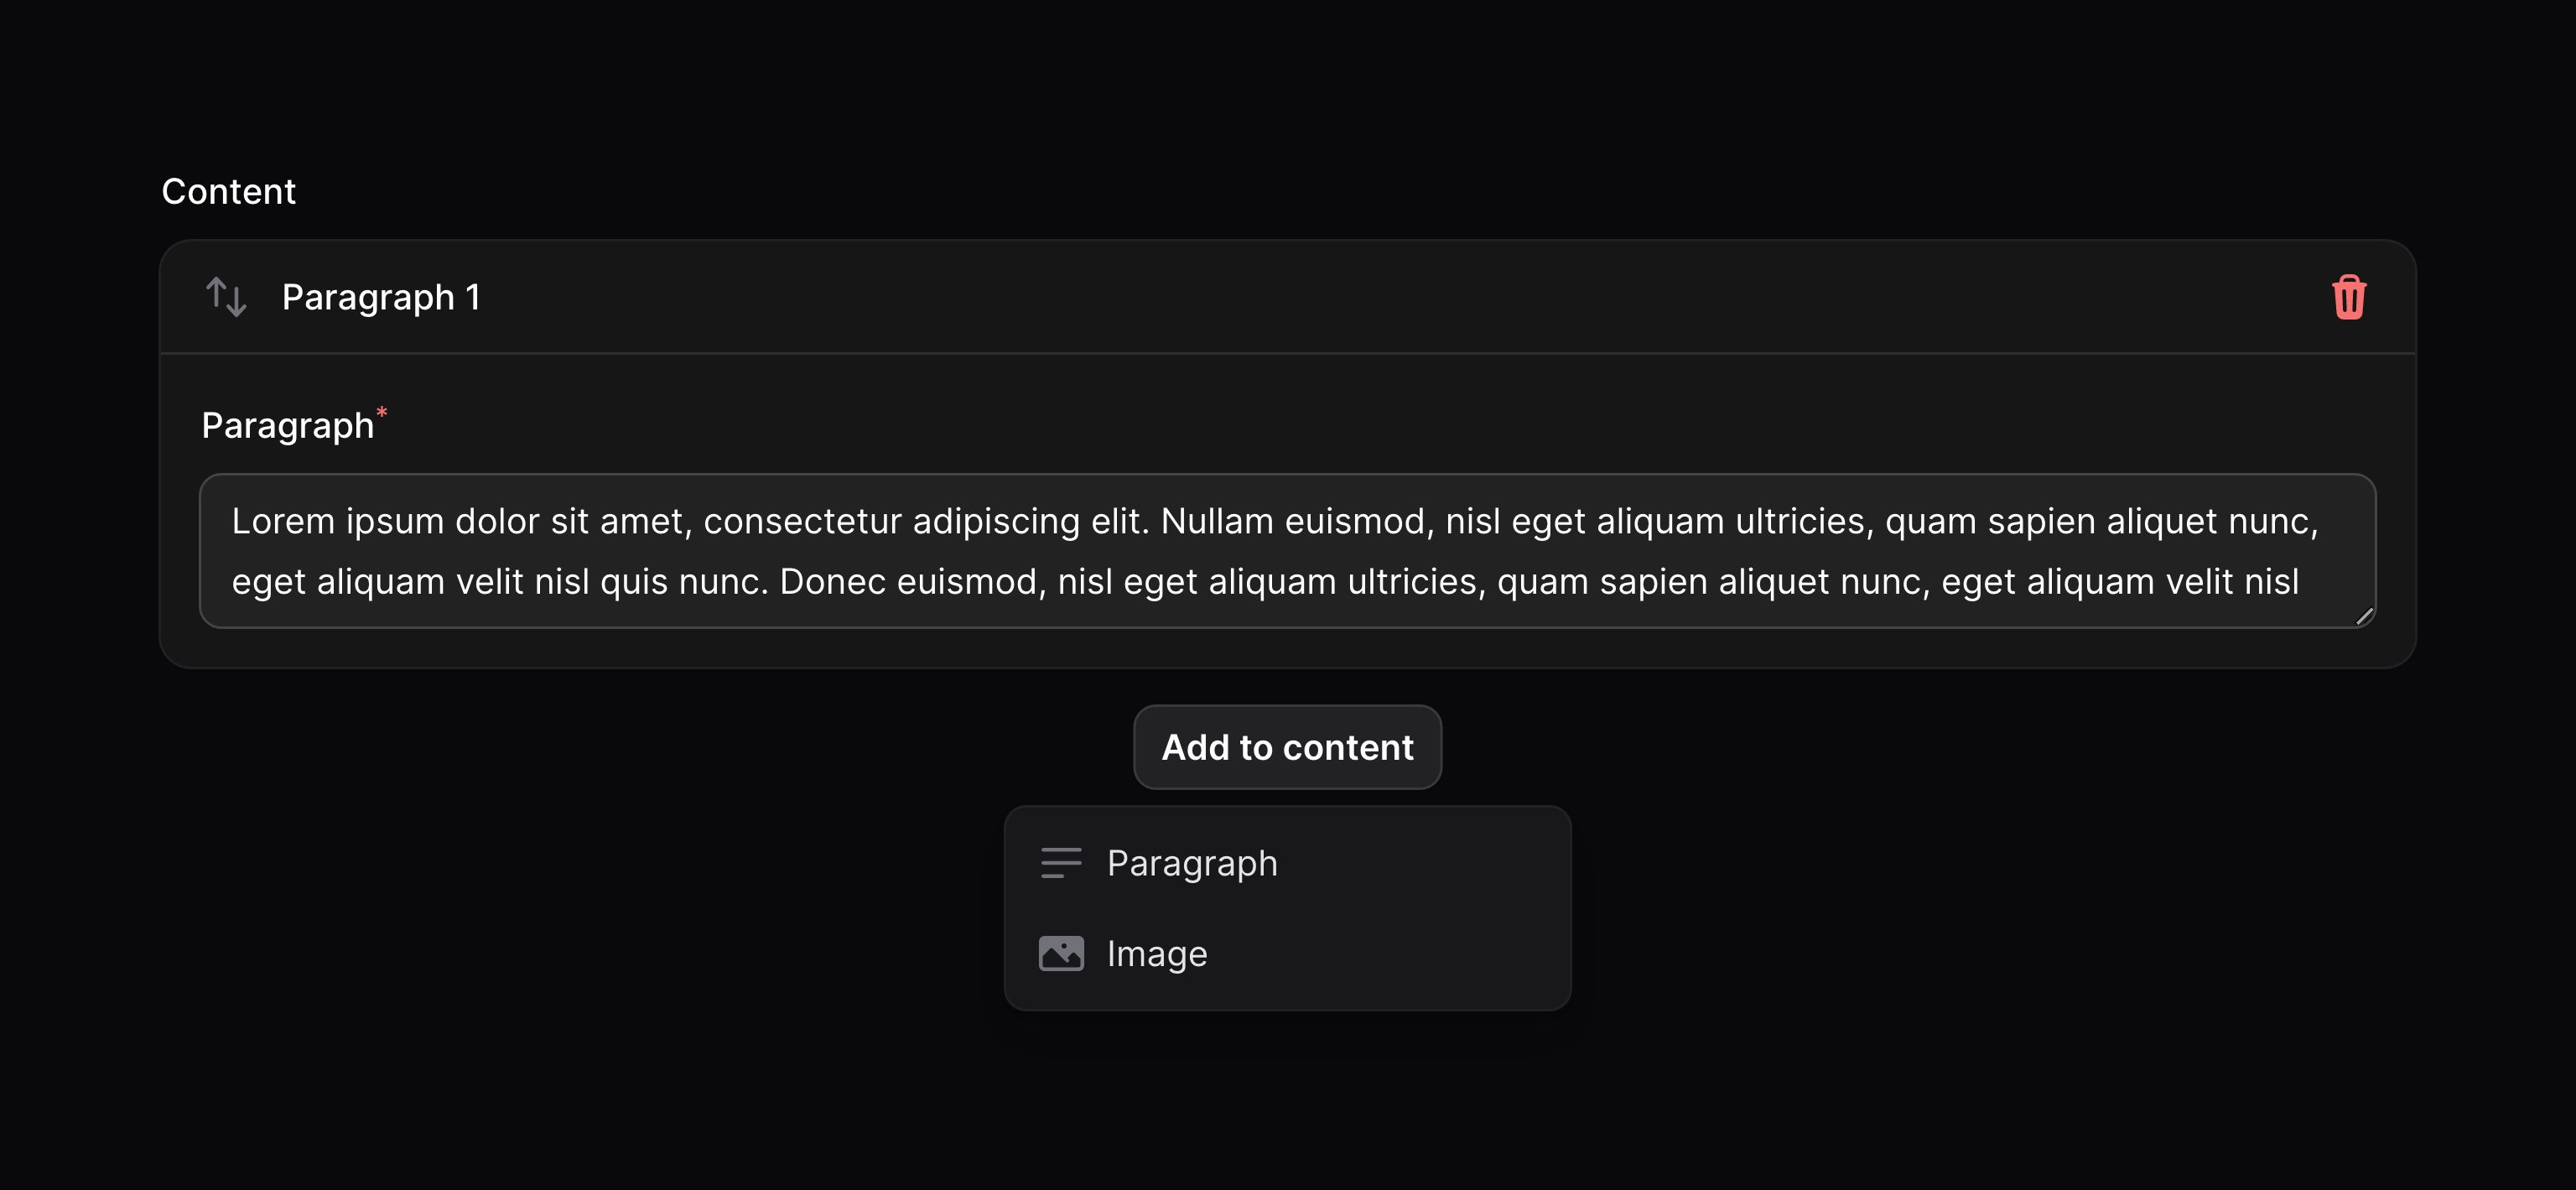 Content
Paragraph 1
Paragraph*
Lorem ipsum dolor sit amet, consectetur adipiscing elit. Nullam euismod, nisl eget aliquam ultricies, quam sapien aliquet nunc,
eget aliquam velit nisl quis nunc. Donec euismod, nisl eget aliquam ultricies, quam sapien aliquet nunc, eget aliquam velit nisl
Add to content
Paragraph
Image